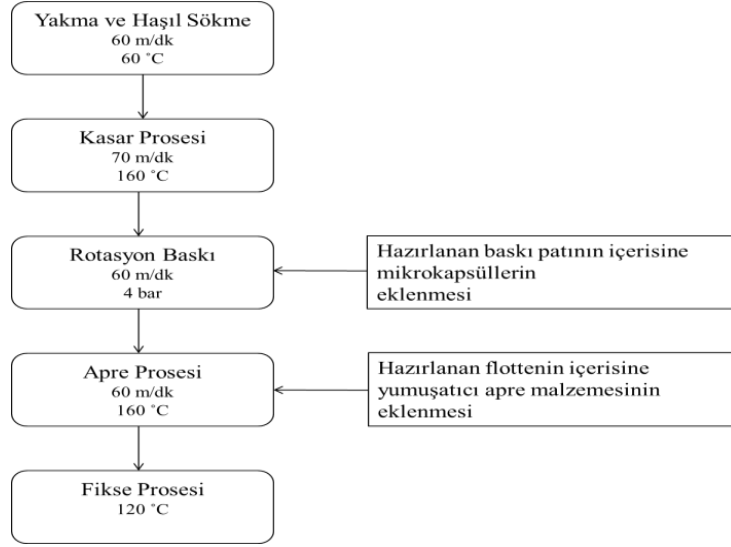 Yakma ve Haşıl Sökme
60 m/dk
60 ˚C
Kasar Prosesi
70 m/dk
160 ˚C
Rotasyon Baskı
60 m/dk
4 bar
Hazırlanan baskı patının içerisine
mikrokapsüllerin
eklenmesi
Apre Prosesi
60 m/dk
160 ˚C
Hazırlanan flottenin içerisine
yumuşatıcı apre malzemesinin
eklenmesi
Fikse Prosesi
120 ˚C